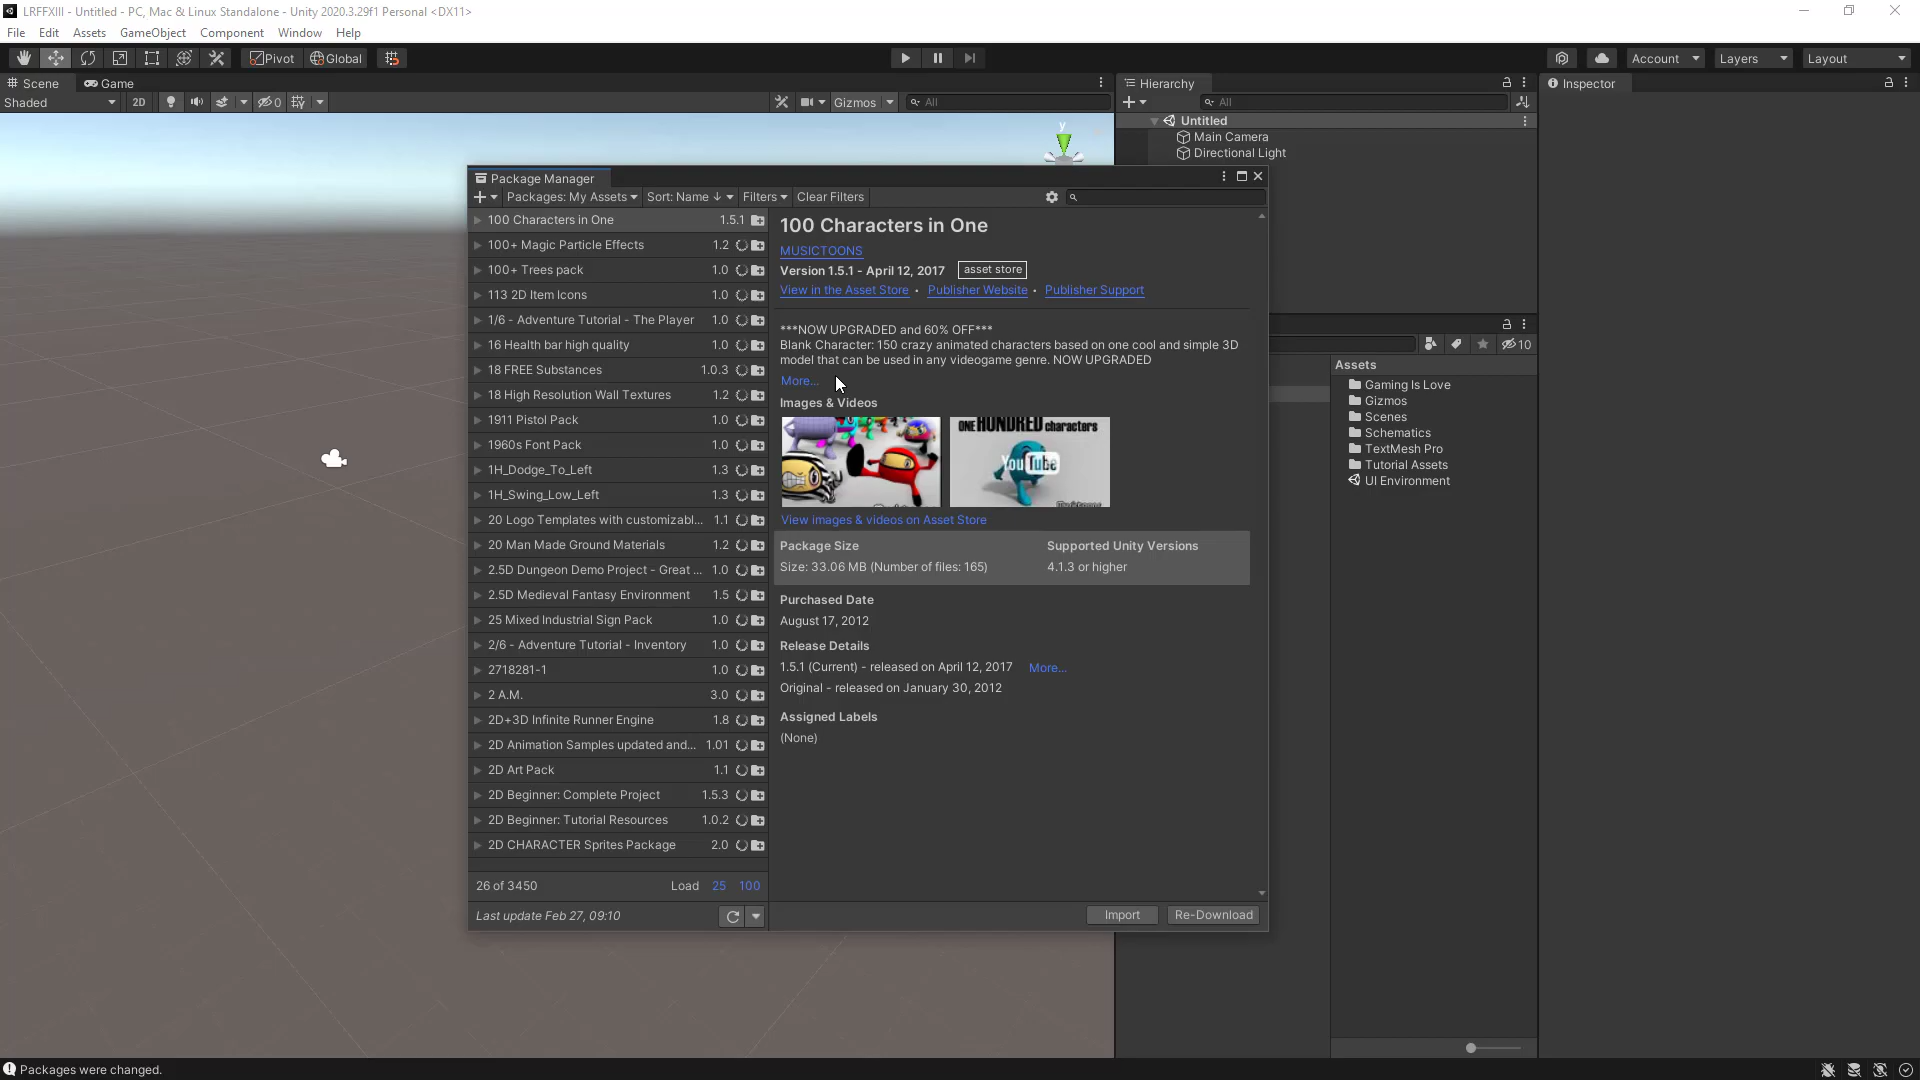 LRFFXIII - Untitled - PC, Mac & Linux Standalone - Unity 2020.3.29f1 Personal <DX11>
File Edit Assets GameObject Component Window Help
Pivot Global Account Layers Layout
Scene Game Hierarchy Inspector
Shaded 2D 0 Gizmos All All
y
Untitled
Main Camera
Directional Light
Package Manager
Packages: My Assets Sort: Name ↓ Filters Clear Filters
100 Characters in One 1.5.1
100+ Magic Particle Effects 1.2
100+ Trees pack 1.0
113 2D Item Icons 1.0
1/6 - Adventure Tutorial - The Player 1.0
16 Health bar high quality 1.0
18 FREE Substances 1.0.3
18 High Resolution Wall Textures 1.2
1911 Pistol Pack 1.0
1960s Font Pack 1.0
1H_Dodge_To_Left 1.3
1H_Swing_Low_Left 1.3
20 Logo Templates with customizabl... 1.1
20 Man Made Ground Materials 1.2
2.5D Dungeon Demo Project - Great ... 1.0
2.5D Medieval Fantasy Environment 1.5
25 Mixed Industrial Sign Pack 1.0
2/6 - Adventure Tutorial - Inventory 1.0
2718281-1 1.0
2 A.M. 3.0
2D+3D Infinite Runner Engine 1.8
2D Animation Samples updated and... 1.01
2D Art Pack 1.1
2D Beginner: Complete Project 1.5.3
2D Beginner: Tutorial Resources 1.0.2
2D CHARACTER Sprites Package 2.0
26 of 3450 Load 25 100
Last update Feb 27, 09:10
100 Characters in One
MUSICTOONS
Version 1.5.1 - April 12, 2017 asset store
View in the Asset Store • Publisher Website • Publisher Support
***NOW UPGRADED and 60% OFF***
Blank Character: 150 crazy animated characters based on one cool and simple 3D
model that can be used in any videogame genre. NOW UPGRADED
More...
Images & Videos
ONE HUNDRED characters
YouTube
View images & videos on Asset Store
Package Size Supported Unity Versions
Size: 33.06 MB (Number of files: 165) 4.1.3 or higher
Purchased Date
August 17, 2012
Release Details
1.5.1 (Current) - released on April 12, 2017 More...
Original - released on January 30, 2012
Assigned Labels
(None)
Import Re-Download
10
Assets
Gaming Is Love
Gizmos
Scenes
Schematics
TextMesh Pro
Tutorial Assets
UI Environment
Packages were changed.